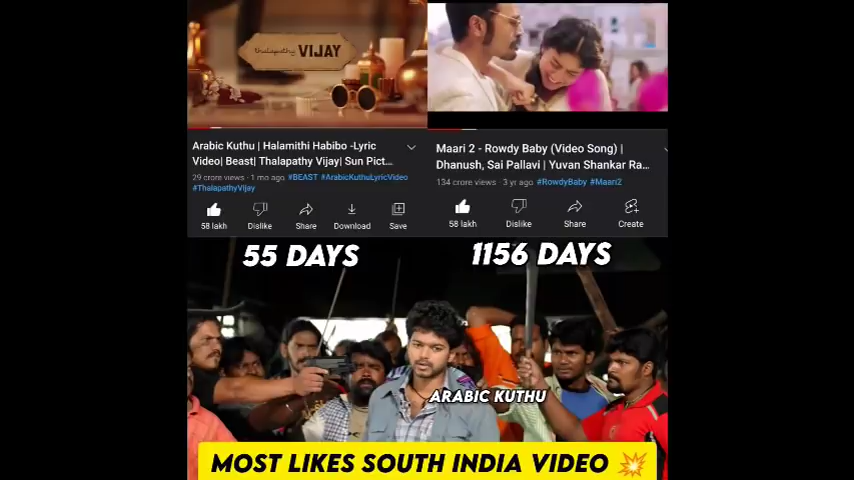 thalapathy VIJAY
Arabic Kuthu | Halamithi Habibo -Lyric
Video| Beast| Thalapathy Vijay| Sun Pict...
29 crore views · 1 mo ago #BEAST #ArabicKuthuLyricVideo
#ThalapathyVijay
58 lakh
Dislike
Share
Download
Save
Maari 2 - Rowdy Baby (Video Song) |
Dhanush, Sai Pallavi | Yuvan Shankar Ra...
134 crore views · 3 yr ago #RowdyBaby #Maari2
58 lakh
Dislike
Share
Create
55 DAYS
1156 DAYS
ARABIC KUTHU
MOST LIKES SOUTH INDIA VIDEO 💥